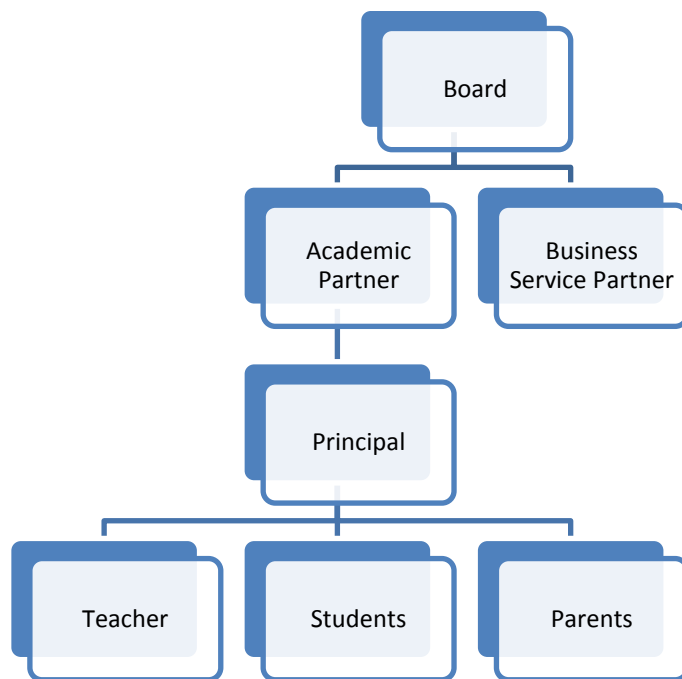 Board
Academic
Partner
Business
Service Partner
Principal
Teacher
Students
Parents